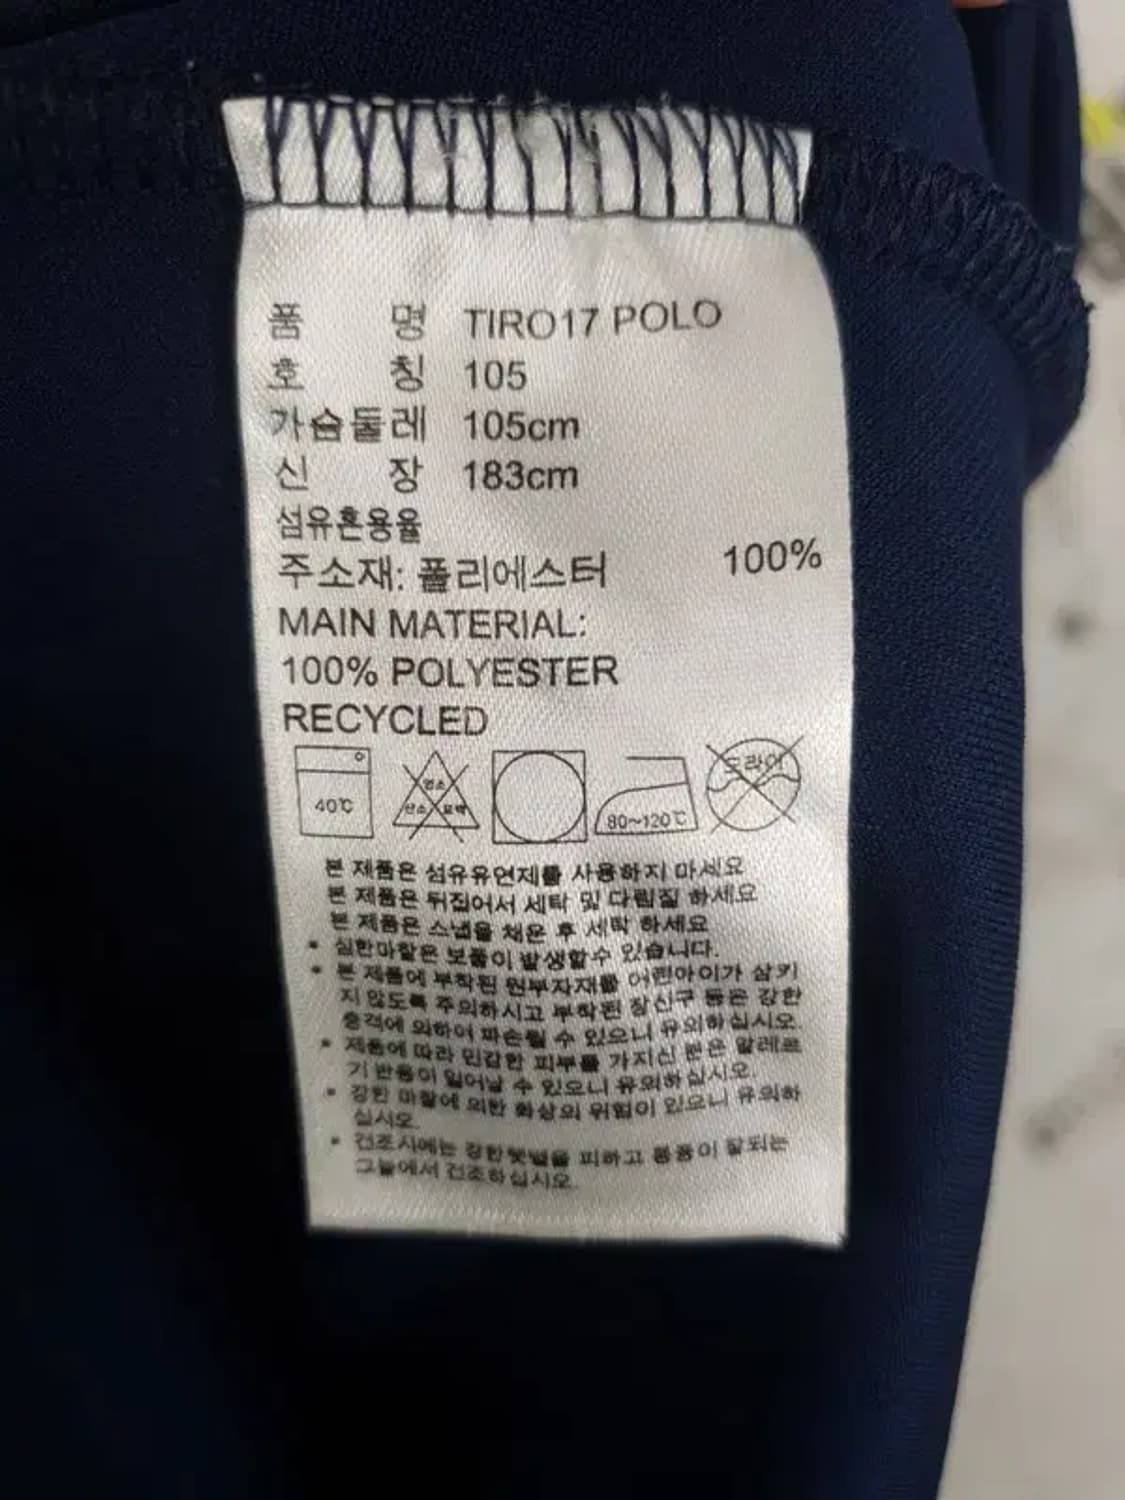 품 명 TIRO17 POLO
호 칭 105
가슴둘레 105cm
신 장 183cm
섬유혼용율
주소재: 폴리에스터 100%
MAIN MATERIAL:
100% POLYESTER
RECYCLED
40℃ 염소 산소 표백 80~120℃ 드라이
본 제품은 섬유유연제를 사용하지 마세요
본 제품은 뒤집어서 세탁 및 다림질 하세요
본 제품은 스냅을 채운 후 세탁 하세요
* 심한마찰은 보풀이 발생할수 있습니다.
* 본 제품에 부착된 원부자재를 어린아이가 삼키
지 않도록 주의하시고 부착된 장신구 등은 강한
충격에 의하여 파손될 수 있으니 유의하십시오.
* 제품에 따라 민감한 피부를 가지신 분은 알레르
기 반응이 일어날 수 있으니 유의하십시오.
* 강한 마찰에 의한 화상의 위험이 있으니 유의하
십시오.
* 건조시에는 강한햇볕을 피하고 통풍이 잘되는
그늘에서 건조하십시오.